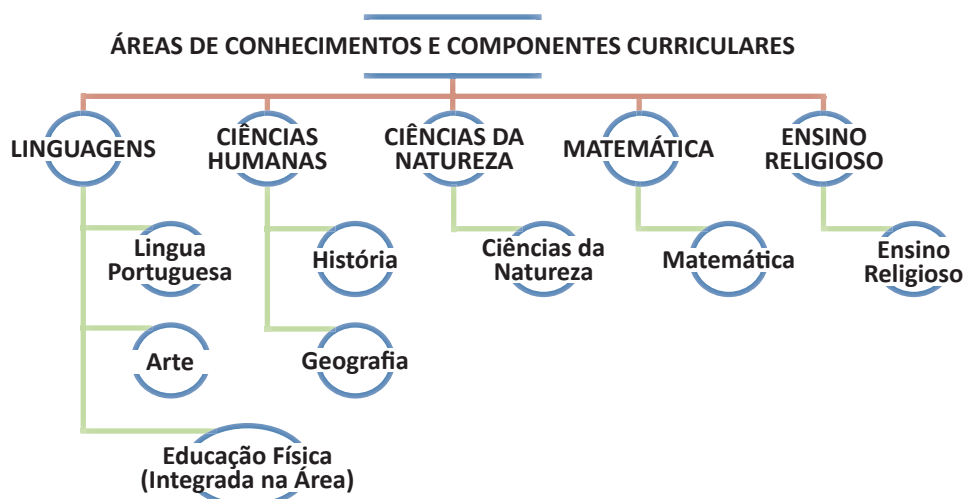 ÁREAS DE CONHECIMENTOS E COMPONENTES CURRICULARES
LINGUAGENS
CIÊNCIAS
HUMANAS
CIÊNCIAS DA
NATUREZA
MATEMÁTICA
ENSINO
RELIGIOSO
Lingua
Portuguesa
História
Ciências da
Natureza
Matemática
Ensino
Religioso
Arte
Geografia
Educação Física
(Integrada na Área)